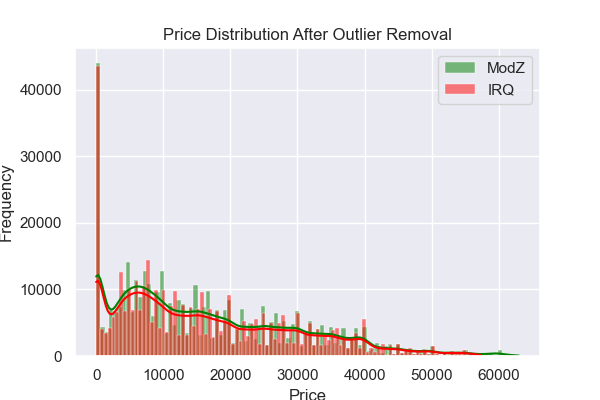 Price Distribution After Outlier Removal
ModZ
IRQ
Frequency
40000
30000
20000
10000
0
0 10000 20000 30000 40000 50000 60000
Price